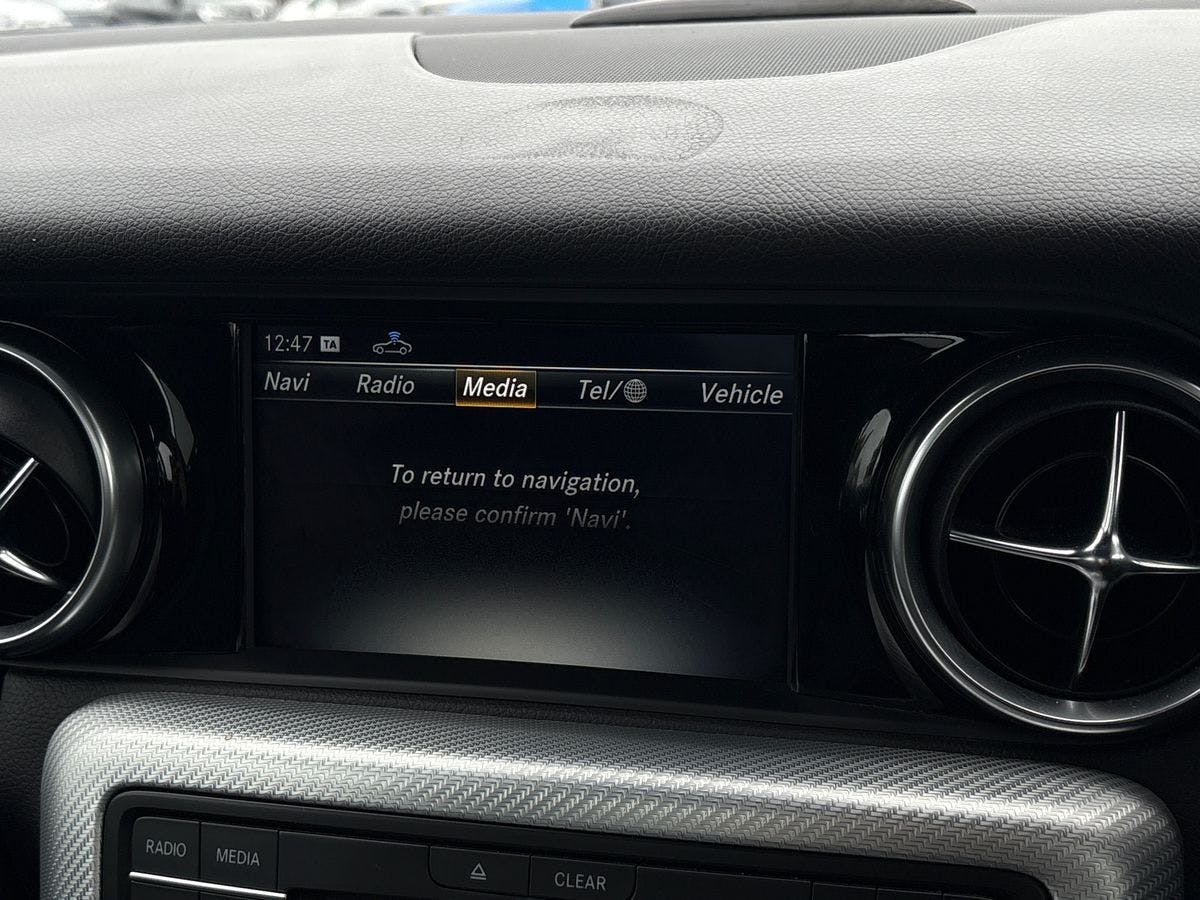 12:47 TA
Navi Radio Media Tel/ Vehicle
To return to navigation,
please confirm 'Navi'.
RADIO MEDIA CLEAR